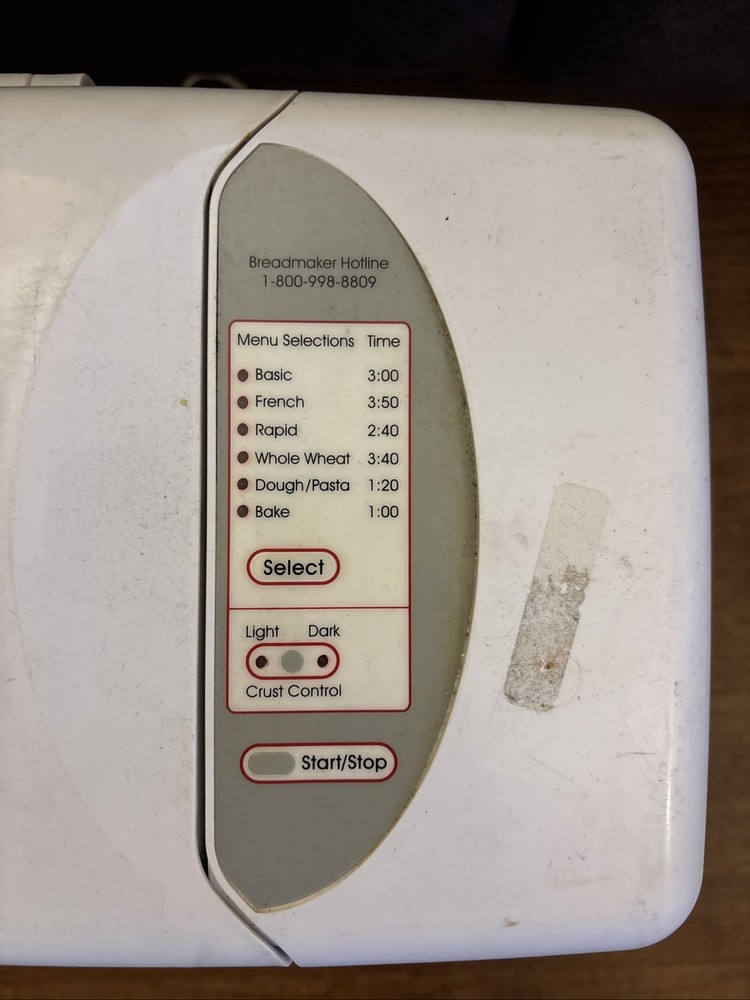 Breadmaker Hotline
1-800-998-8809
Menu Selections Time
Basic 3:00
French 3:50
Rapid 2:40
Whole Wheat 3:40
Dough/Pasta 1:20
Bake 1:00
Select
Light Dark
Crust Control
Start/Stop